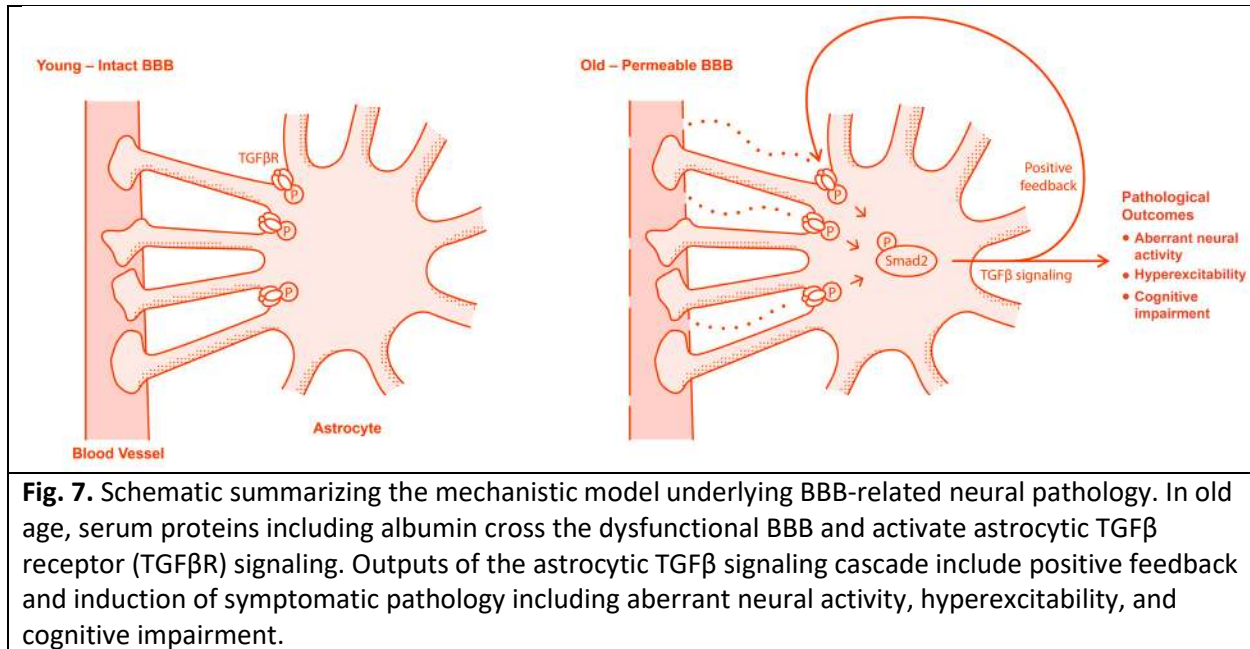 Young – Intact BBB
TGFβR
P
P
P
Astrocyte
Blood Vessel
Old – Permeable BBB
P
P
P
P
Smad2
Positive
feedback
TGFβ signaling
Pathological
Outcomes
• Aberrant neural
activity
• Hyperexcitability
• Cognitive
impairment
Fig. 7. Schematic summarizing the mechanistic model underlying BBB-related neural pathology. In old
age, serum proteins including albumin cross the dysfunctional BBB and activate astrocytic TGFβ
receptor (TGFβR) signaling. Outputs of the astrocytic TGFβ signaling cascade include positive feedback
and induction of symptomatic pathology including aberrant neural activity, hyperexcitability, and
cognitive impairment.